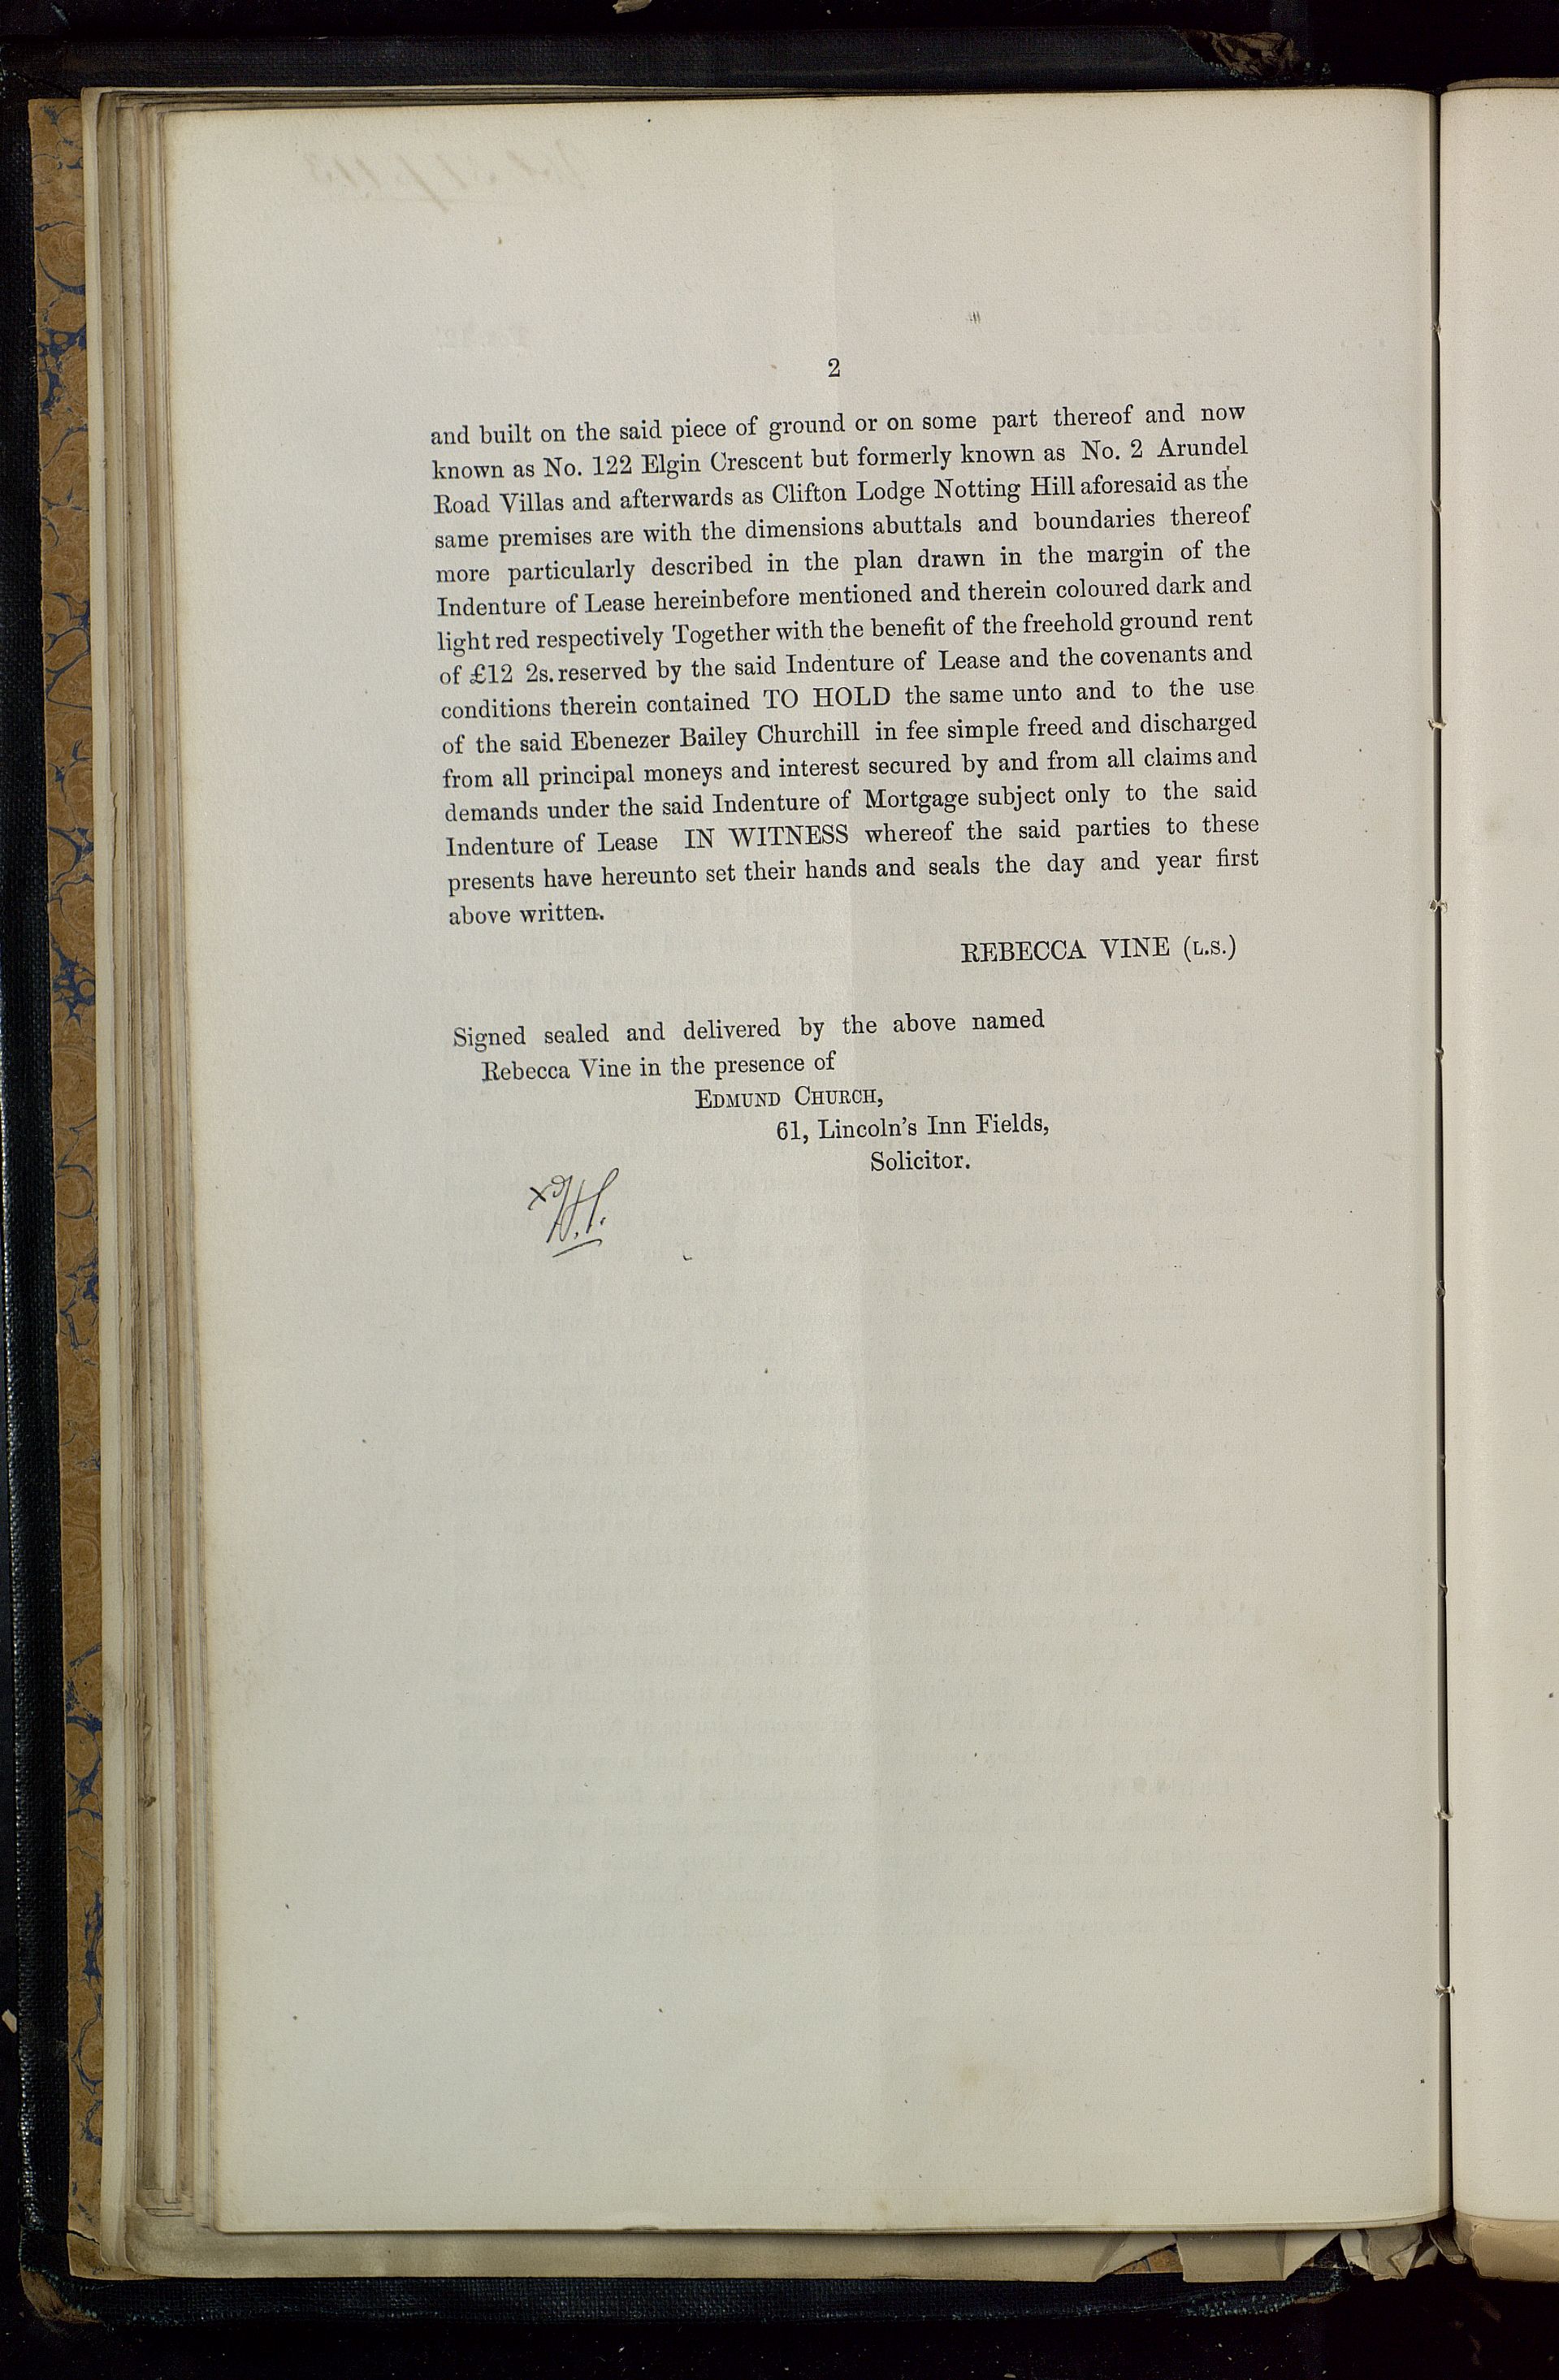 2
and built on the said piece of ground or on some part thereof and now
known as No. 122 Elgin Crescent but formerly known as No. 2 Arundel
Road Villas and afterwards as Clifton Lodge Notting Hill aforesaid as the
same premises are with the dimensions abuttals and boundaries thereof
more particularly described in the plan drawn in the margin of the
Indenture of Lease hereinbefore mentioned and therein coloured dark and
light red respectively Together with the benefit of the freehold ground rent
of £12 2s. reserved by the said Indenture of Lease and the covenants and
conditions therein contained TO HOLD the same unto and to the use
of the said Ebenezer Bailey Churchill in fee simple freed and discharged
from all principal moneys and interest secured by and from all claims and
demands under the said Indenture of Mortgage subject only to the said
Indenture of Lease IN WITNESS whereof the said parties to these
presents have hereunto set their hands and seals the day and year first
above written.
REBECCA VINE (L.S.)
Signed sealed and delivered by the above named
Rebecca Vine in the presence of
EDMUND CHURCH,
61, Lincoln's Inn Fields,
Solicitor.